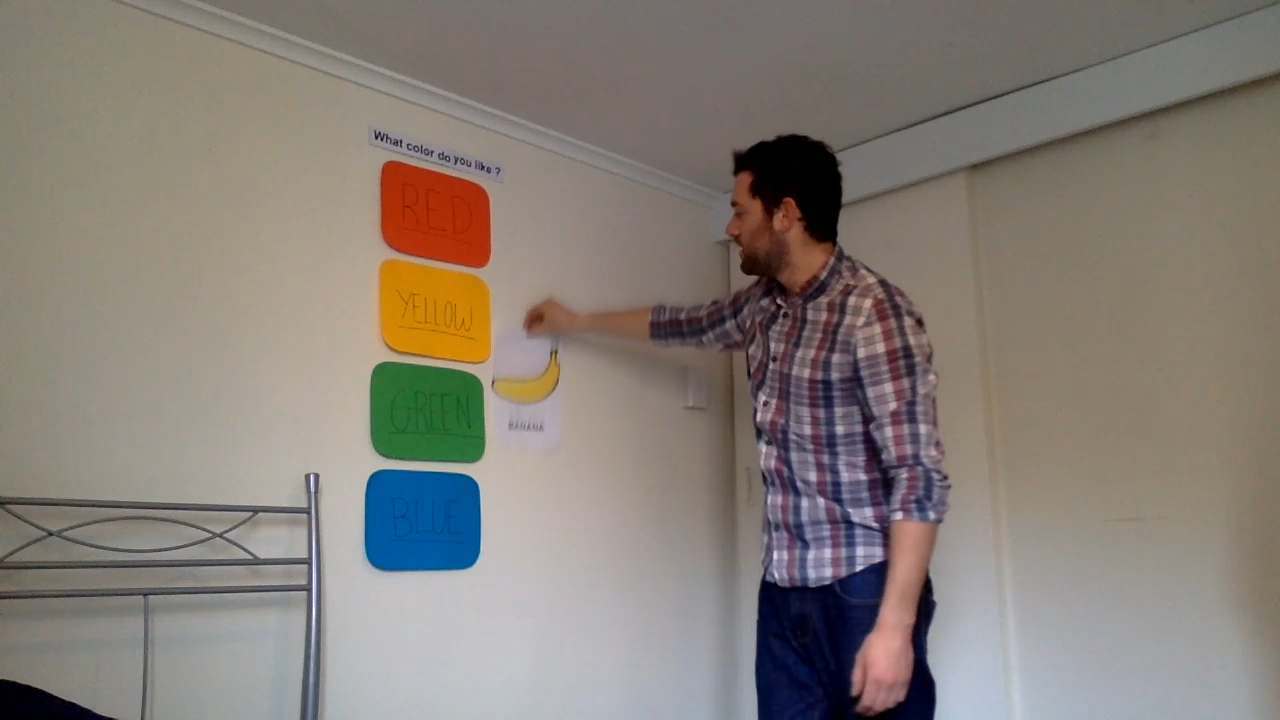 What color do you like ?
RED
YELLOW
GREEN
BLUE
BANANA